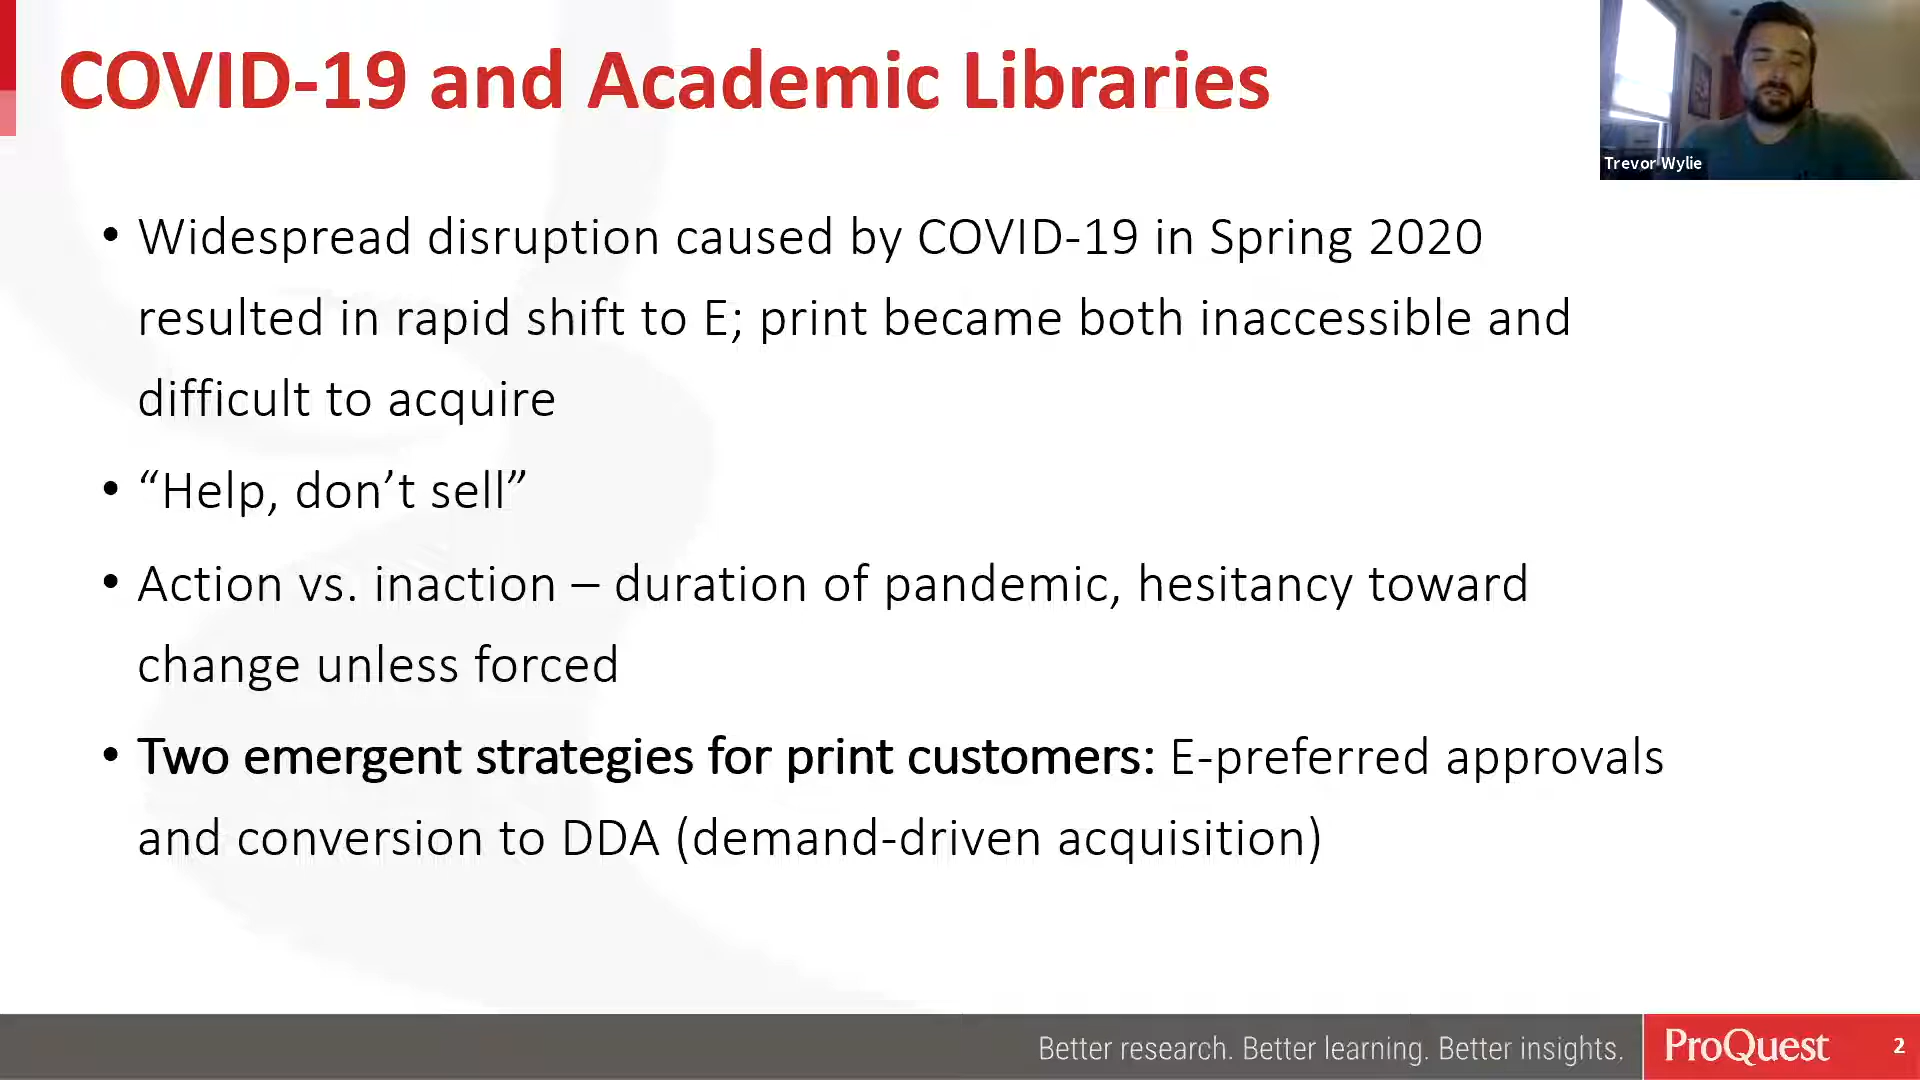 COVID-19 and Academic Libraries
Trevor Wylie
• Widespread disruption caused by COVID-19 in Spring 2020
resulted in rapid shift to E; print became both inaccessible and
difficult to acquire
• “Help, don’t sell”
• Action vs. inaction – duration of pandemic, hesitancy toward
change unless forced
• Two emergent strategies for print customers: E-preferred approvals
and conversion to DDA (demand-driven acquisition)
Better research. Better learning. Better insights.
ProQuest
2